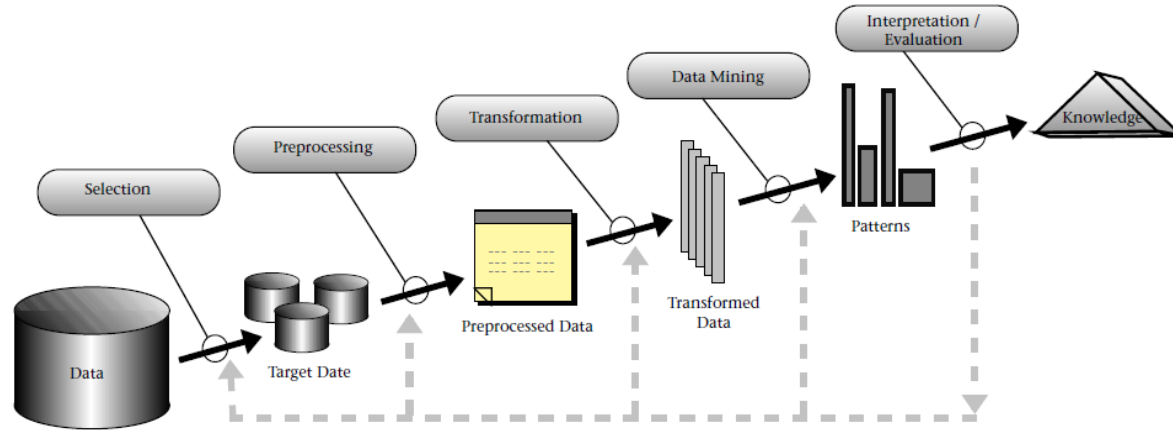 Interpretation /
Evaluation
Data Mining
Transformation
Preprocessing
Selection
Data
Target Date
Preprocessed Data
Transformed
Data
Patterns
Knowledge